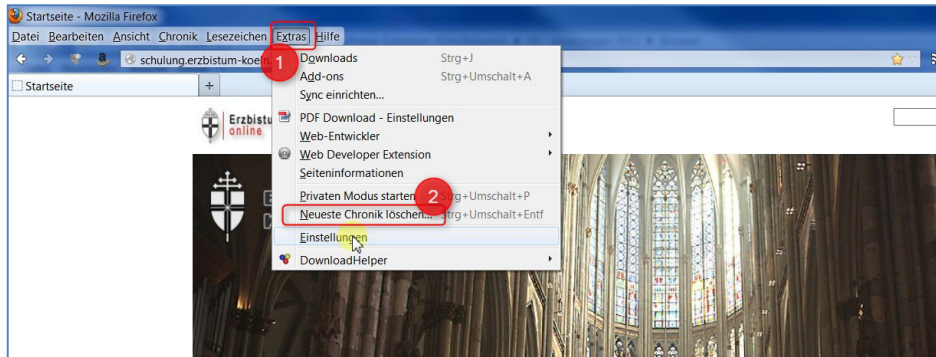 Startseite - Mozilla Firefox
Datei Bearbeiten Ansicht Chronik Lesezeichen Extras Hilfe
schulung.erzbistum-koeln.
Startseite +
1
Downloads Strg+J
Add-ons Strg+Umschalt+A
Sync einrichten...
PDF Download - Einstellungen
Web-Entwickler
Web Developer Extension
Seiteninformationen
Privaten Modus starten 2 Strg+Umschalt+P
Neueste Chronik löschen... Strg+Umschalt+Entf
Einstellungen
DownloadHelper
Erzbistu
online